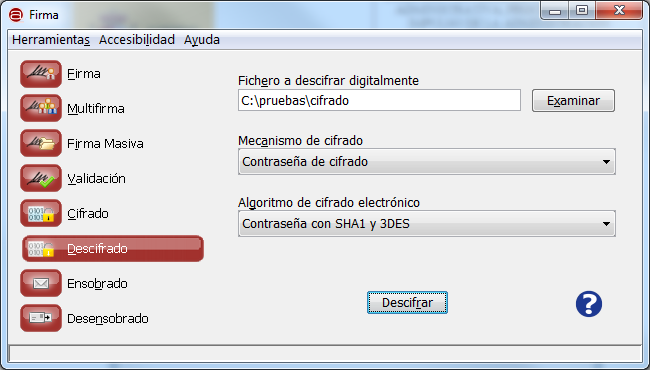 Firma
Herramientas Accesibilidad Ayuda
Firma
Multifirma
Firma Masiva
Validación
Cifrado
Descifrado
Ensobrado
Desensobrado
Fichero a descifrar digitalmente
C:\pruebas\cifrado
Examinar
Mecanismo de cifrado
Contraseña de cifrado
Algoritmo de cifrado electrónico
Contraseña con SHA1 y 3DES
Descifrar
?